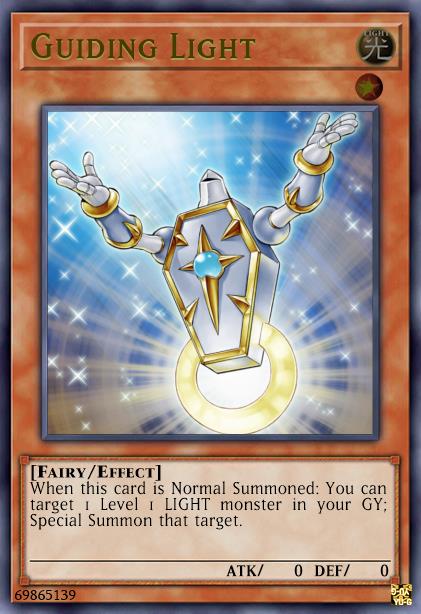 Guiding Light
LIGHT
光
[Fairy/Effect]
When this card is Normal Summoned: You can
target 1 Level 1 LIGHT monster in your GY;
Special Summon that target.
ATK/ 0 DEF/ 0
69865139